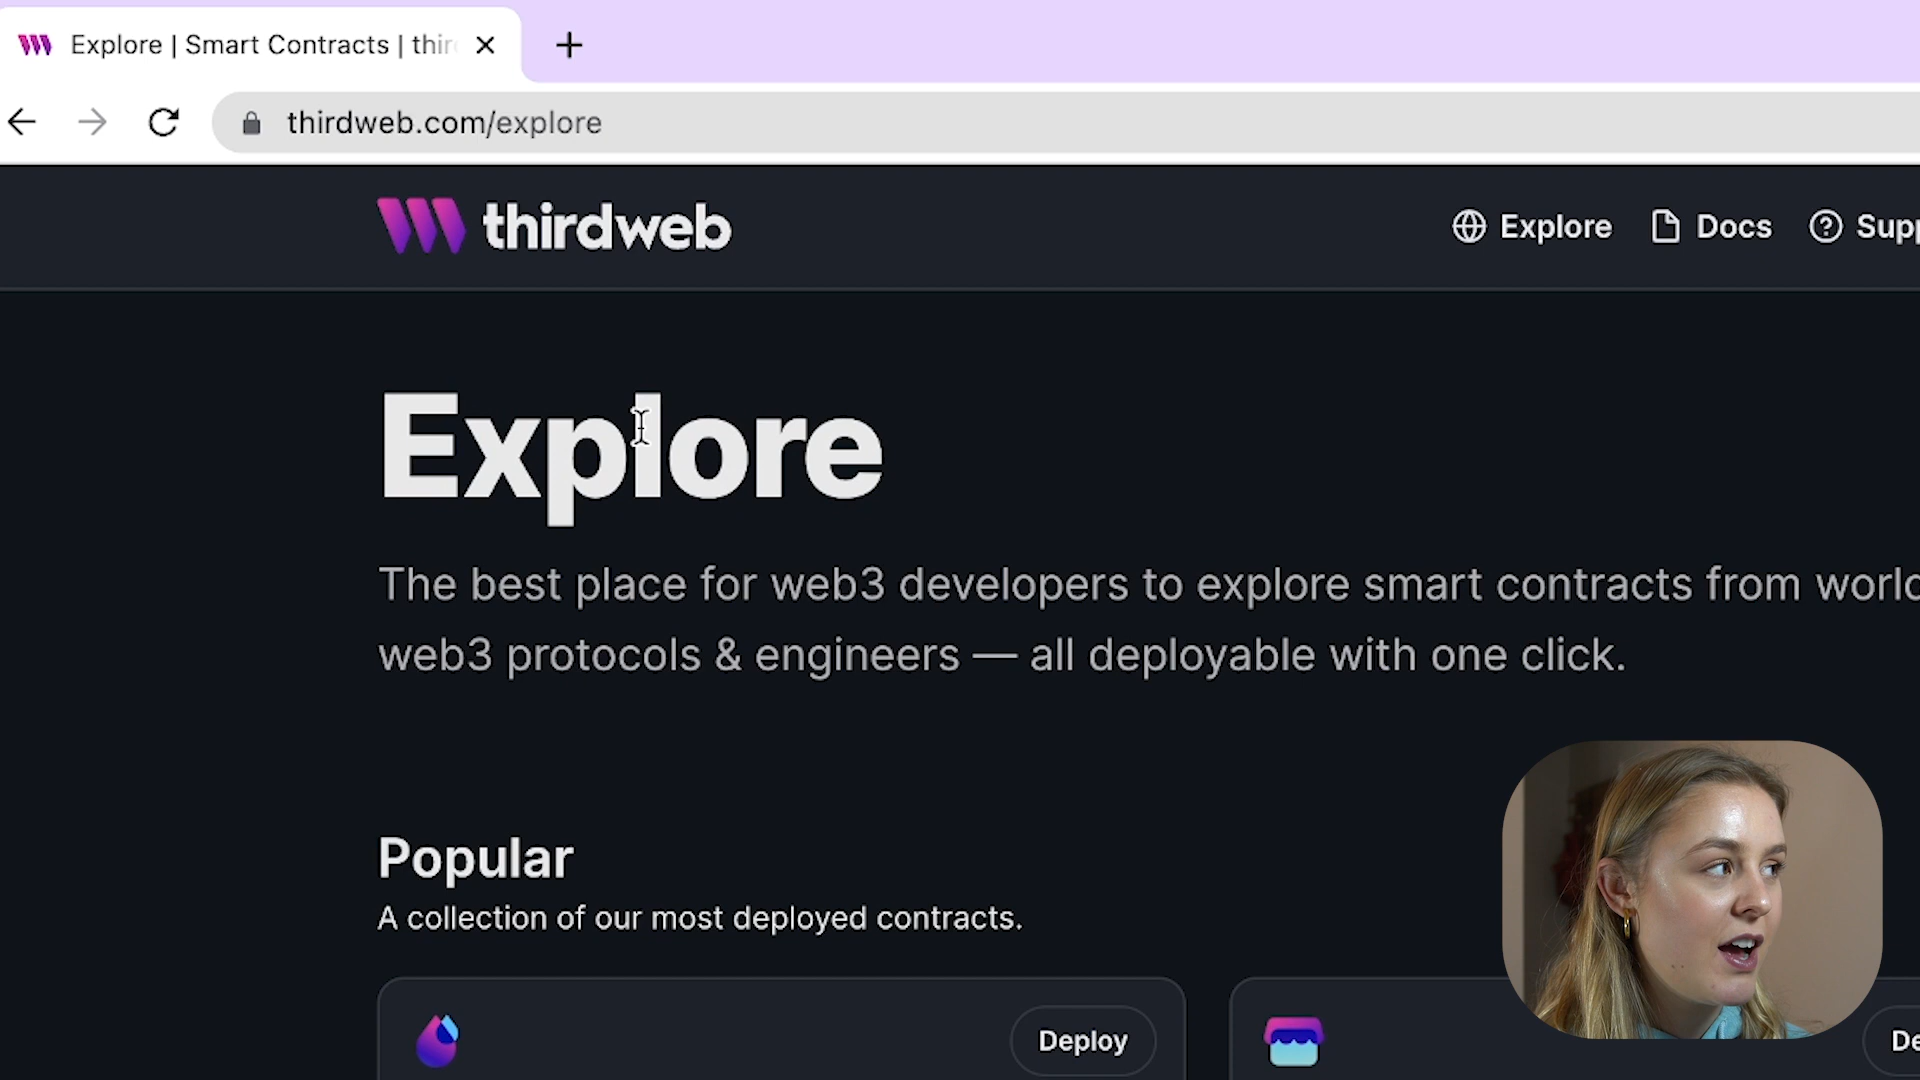 Explore | Smart Contracts | thir
thirdweb.com/explore
thirdweb
Explore
Docs
Supp
Explore
The best place for web3 developers to explore smart contracts from world
web3 protocols & engineers — all deployable with one click.
Popular
A collection of our most deployed contracts.
Deploy
De